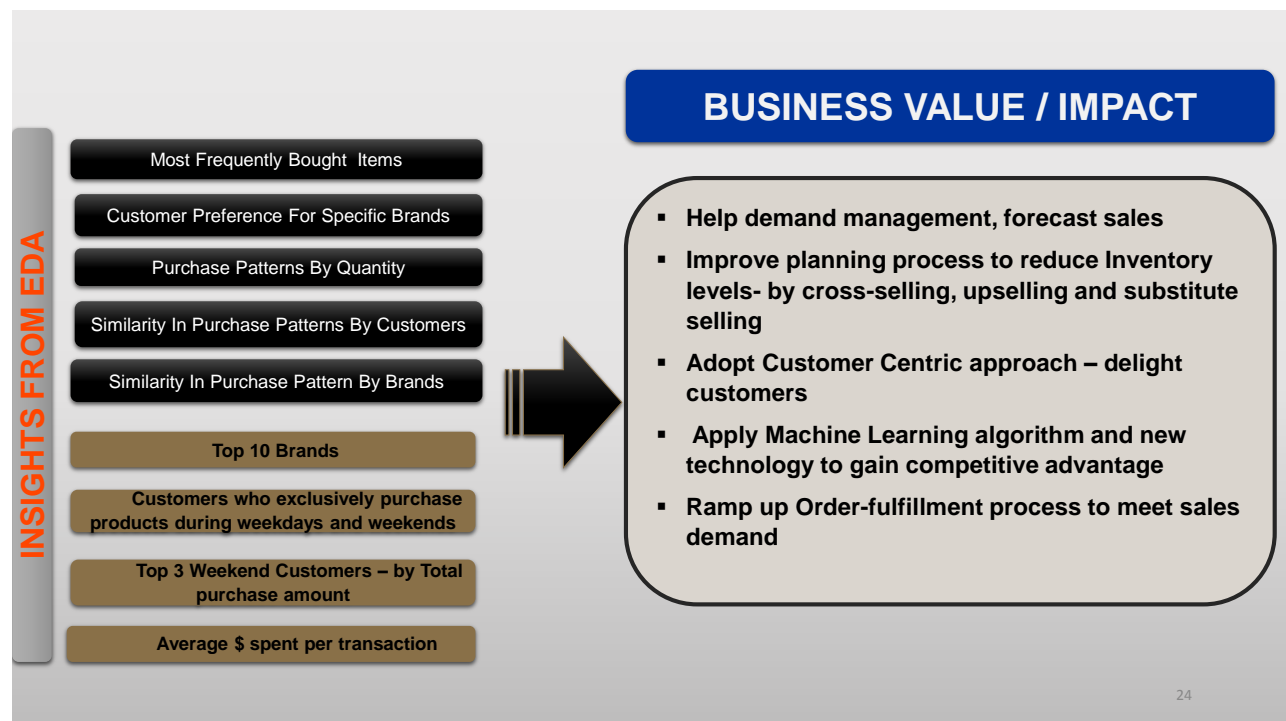 BUSINESS VALUE / IMPACT
INSIGHTS FROM EDA
Most Frequently Bought Items
Customer Preference For Specific Brands
Purchase Patterns By Quantity
Similarity In Purchase Patterns By Customers
Similarity In Purchase Pattern By Brands
Top 10 Brands
Customers who exclusively purchase
products during weekdays and weekends
Top 3 Weekend Customers – by Total
purchase amount
Average $ spent per transaction
▪ Help demand management, forecast sales
▪ Improve planning process to reduce Inventory
levels- by cross-selling, upselling and substitute
selling
▪ Adopt Customer Centric approach – delight
customers
▪ Apply Machine Learning algorithm and new
technology to gain competitive advantage
▪ Ramp up Order-fulfillment process to meet sales
demand
24